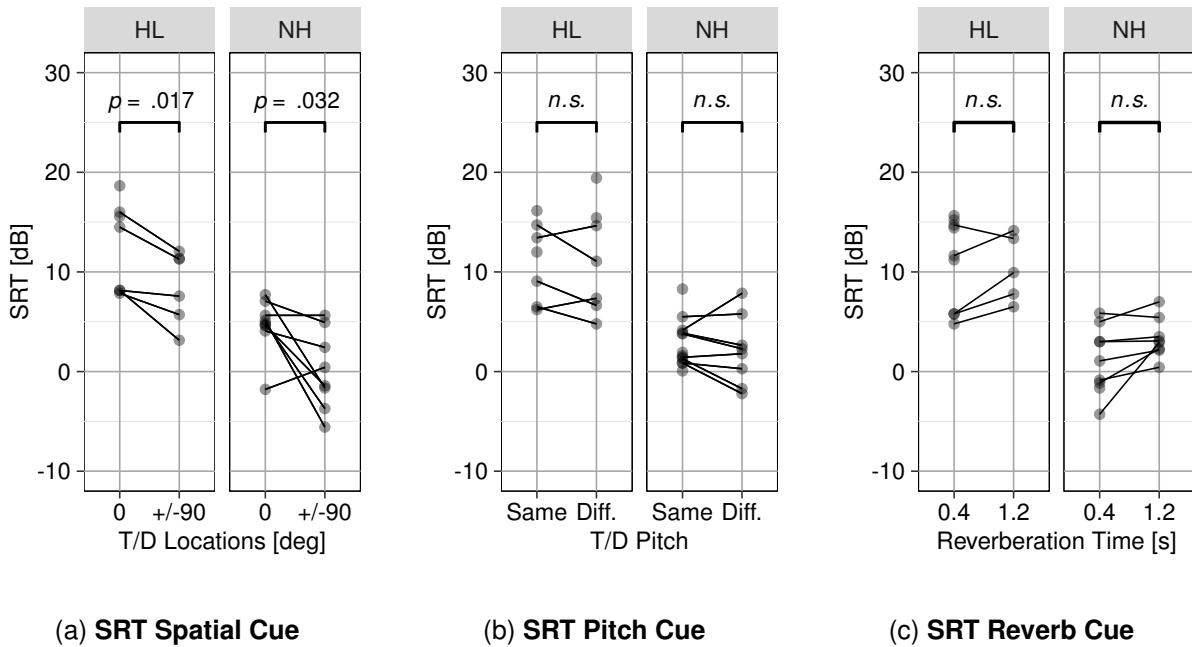 HL NH
HL NH
HL NH
p = .017 p = .032
n.s. n.s.
n.s. n.s.
SRT [dB]
30
20
10
0
-10
0 +/-90 0 +/-90
T/D Locations [deg]
SRT [dB]
30
20
10
0
-10
Same Diff. Same Diff.
T/D Pitch
SRT [dB]
30
20
10
0
-10
0.4 1.2 0.4 1.2
Reverberation Time [s]
(a) SRT Spatial Cue
(b) SRT Pitch Cue
(c) SRT Reverb Cue